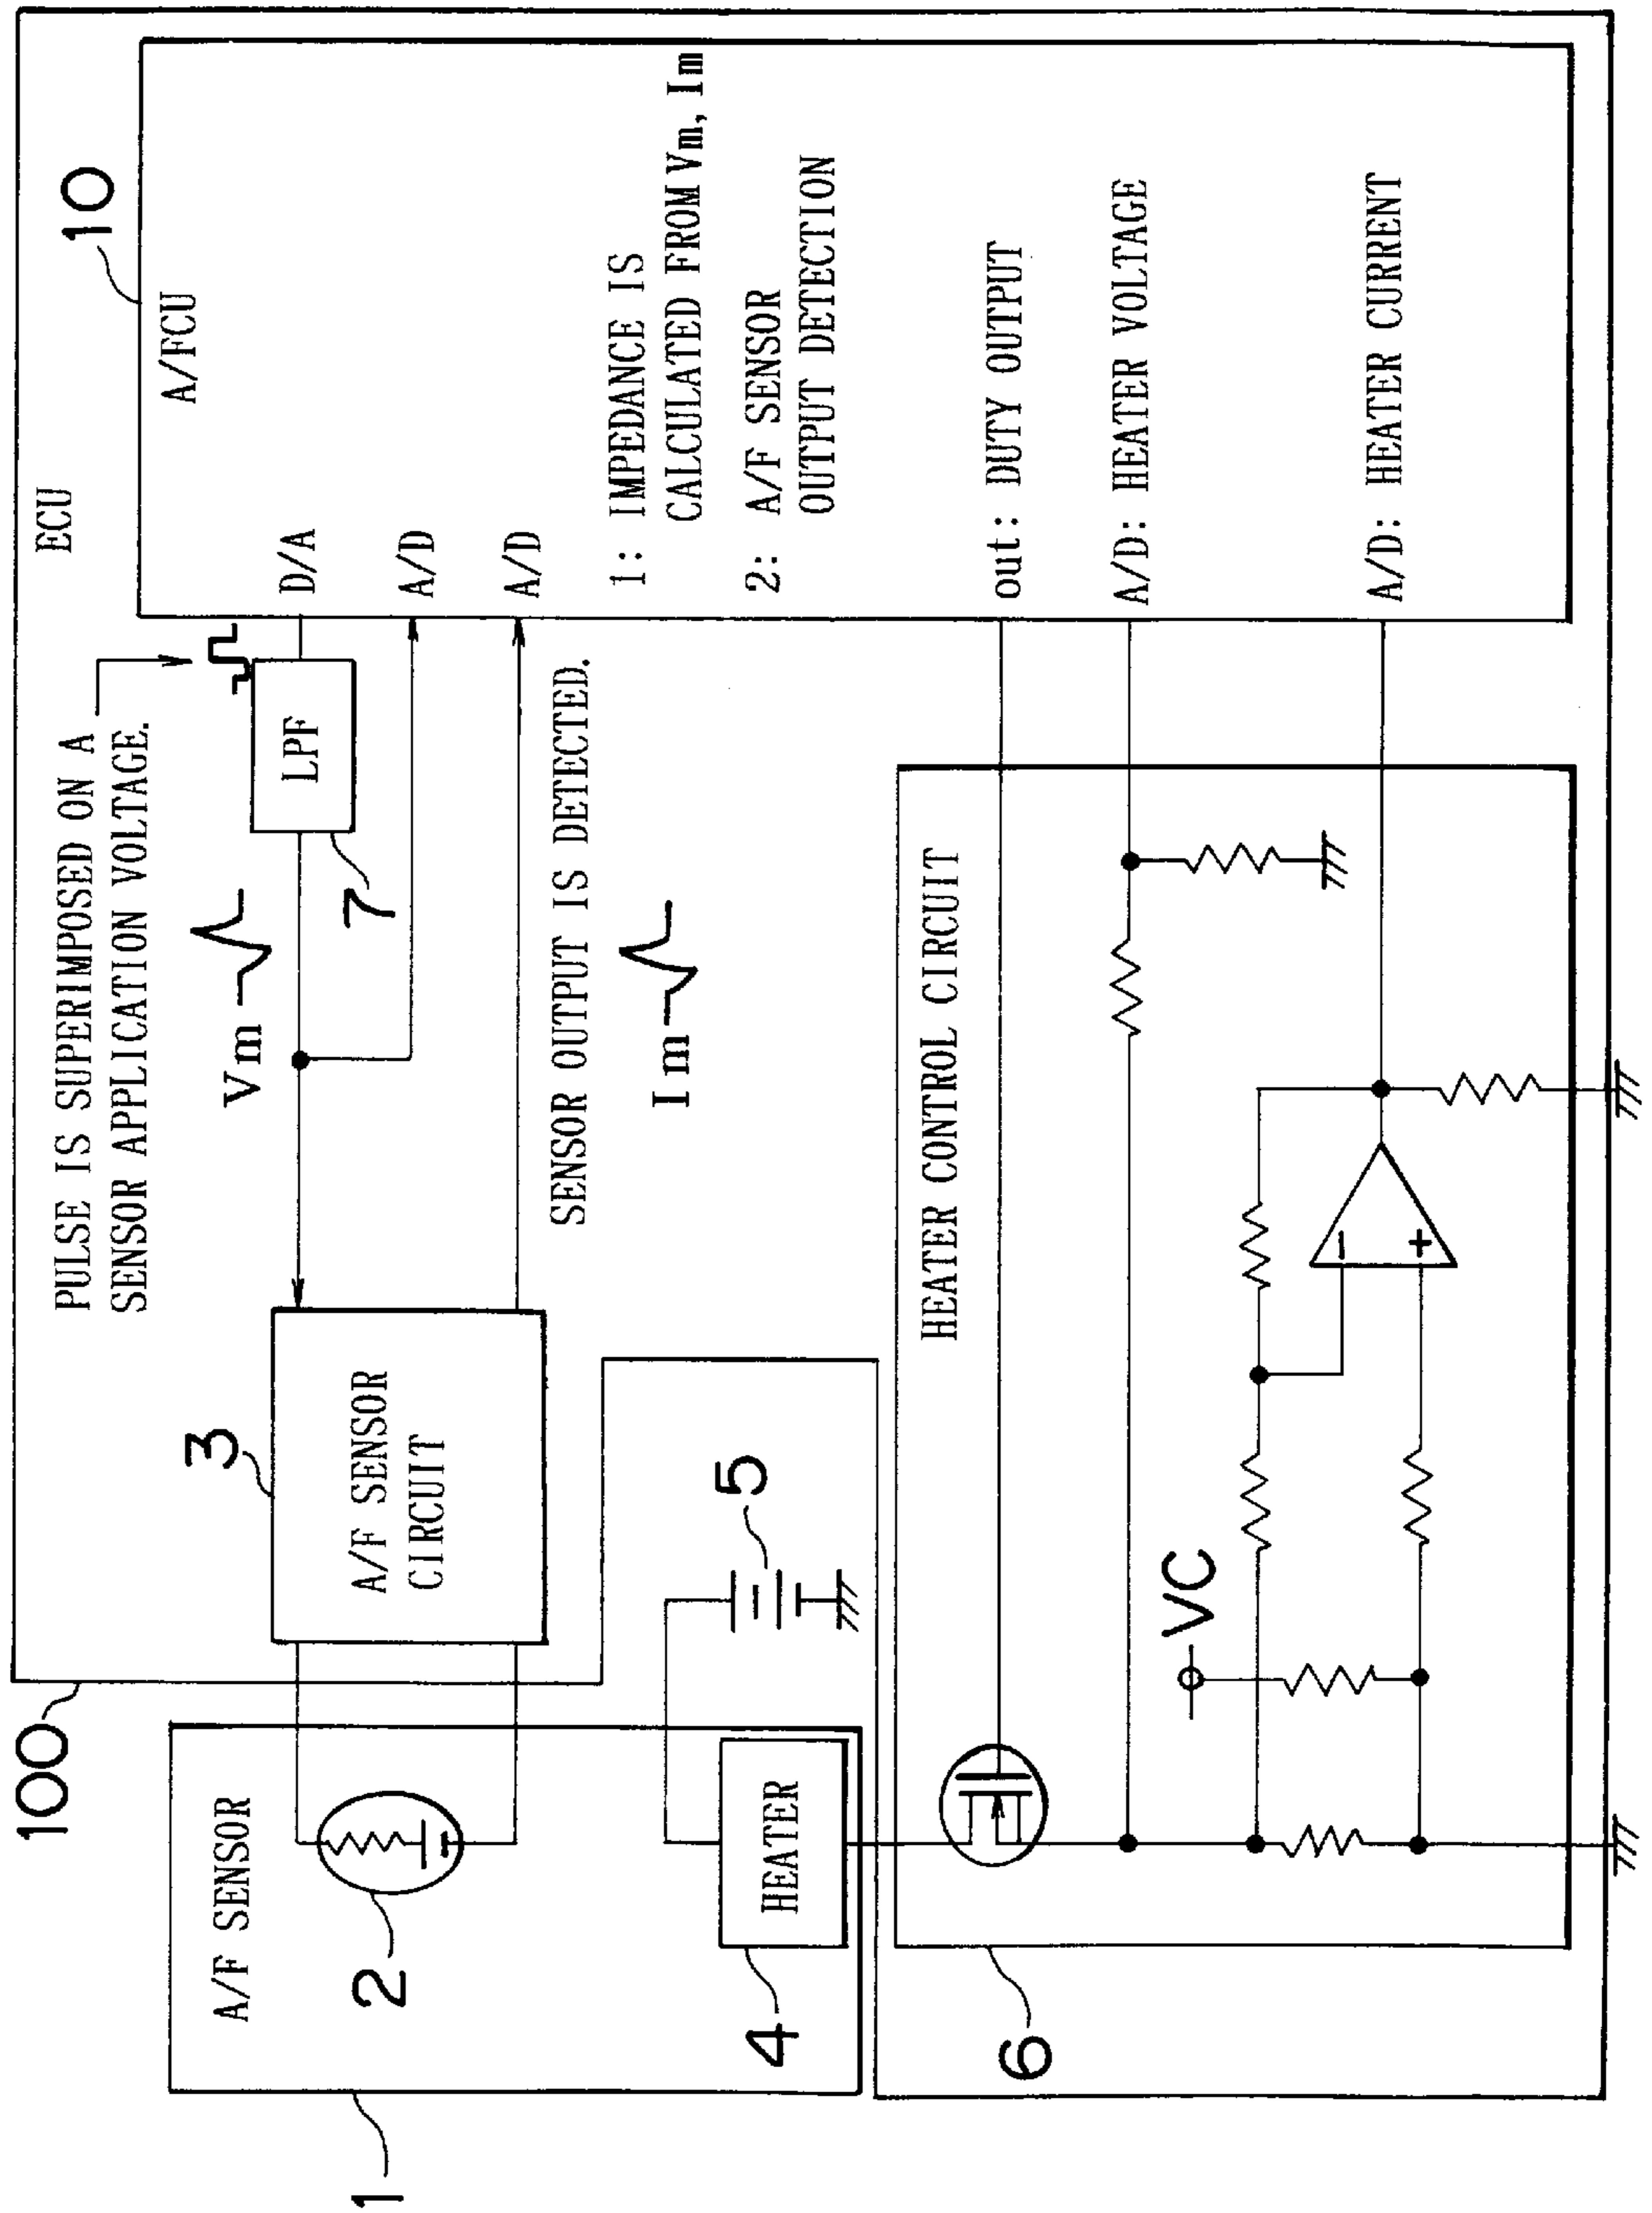 ECU
100
10
A/FCU
PULSE IS SUPERIMPOSED ON A
SENSOR APPLICATION VOLTAGE.
A/F SENSOR
1
2
3
A/F SENSOR
CIRCUIT
Vm
LPF
7
D/A
A/D
A/D
SENSOR OUTPUT IS DETECTED.
Im
1: IMPEDANCE IS
CALCULATED FROM Vm, Im
2: A/F SENSOR
OUTPUT DETECTION
HEATER
4
5
6
HEATER CONTROL CIRCUIT
out: DUTY OUTPUT
A/D: HEATER VOLTAGE
VC
-
+
A/D: HEATER CURRENT